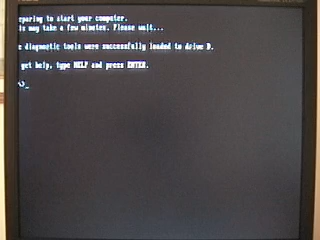 eparing to start your computer.
is may take a few minutes. Please wait...
e diagnostic tools were successfully loaded to drive D.
get help, type HELP and press ENTER.
\>_